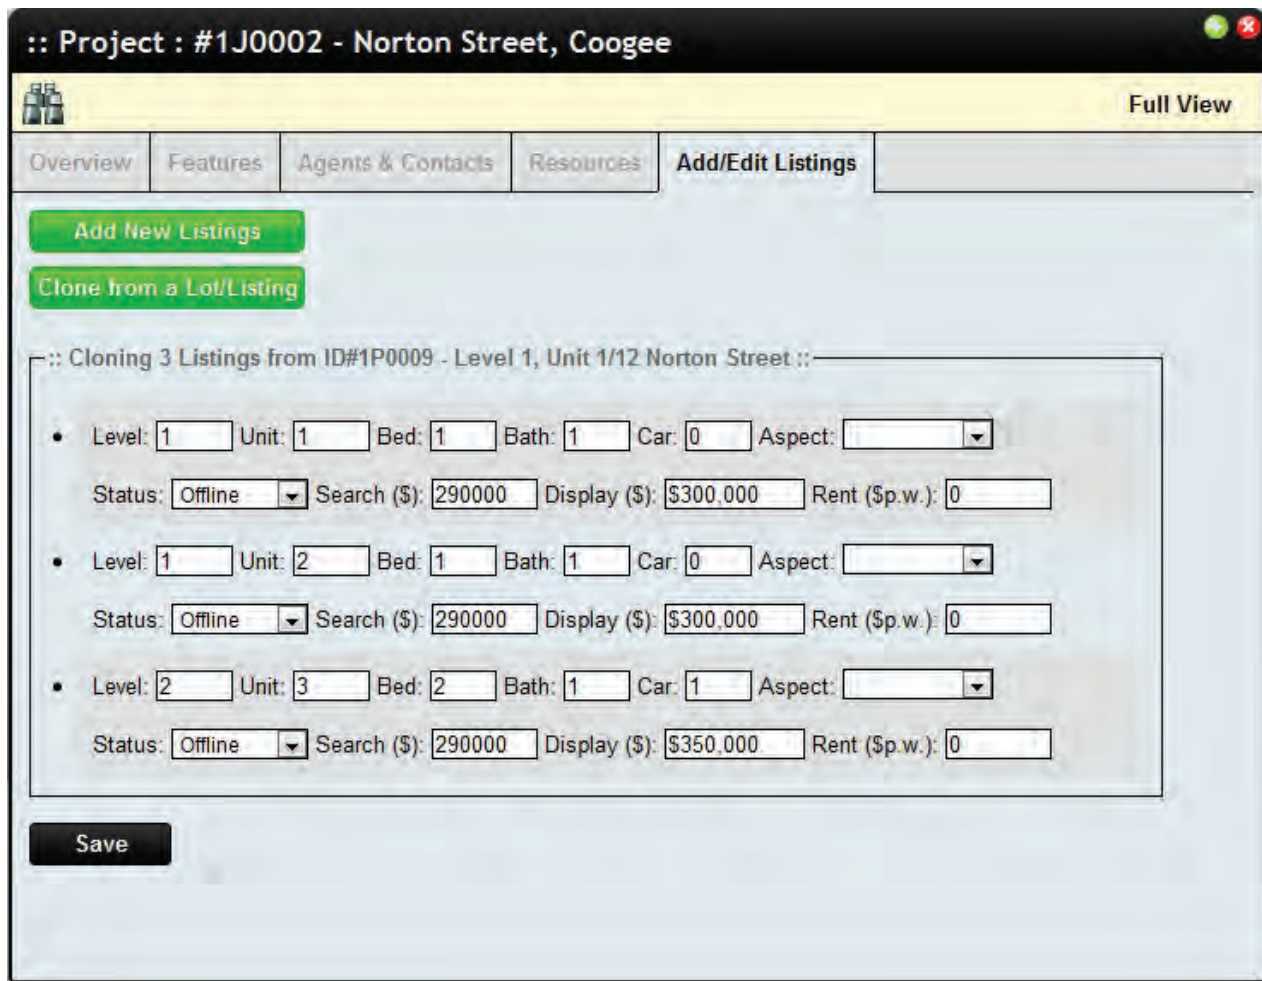 :: Project : #1J0002 - Norton Street, Coogee
Full View
Overview Features Agents & Contacts Resources Add/Edit Listings
Add New Listings
Clone from a Lot/Listing
:: Cloning 3 Listings from ID#1P0009 - Level 1, Unit 1/12 Norton Street ::
• Level: 1 Unit: 1 Bed: 1 Bath: 1 Car: 0 Aspect:
Status: Offline Search ($): 290000 Display ($): $300,000 Rent ($p.w.): 0
• Level: 1 Unit: 2 Bed: 1 Bath: 1 Car: 0 Aspect:
Status: Offline Search ($): 290000 Display ($): $300,000 Rent ($p.w.): 0
• Level: 2 Unit: 3 Bed: 2 Bath: 1 Car: 1 Aspect:
Status: Offline Search ($): 290000 Display ($): $350,000 Rent ($p.w.): 0
Save